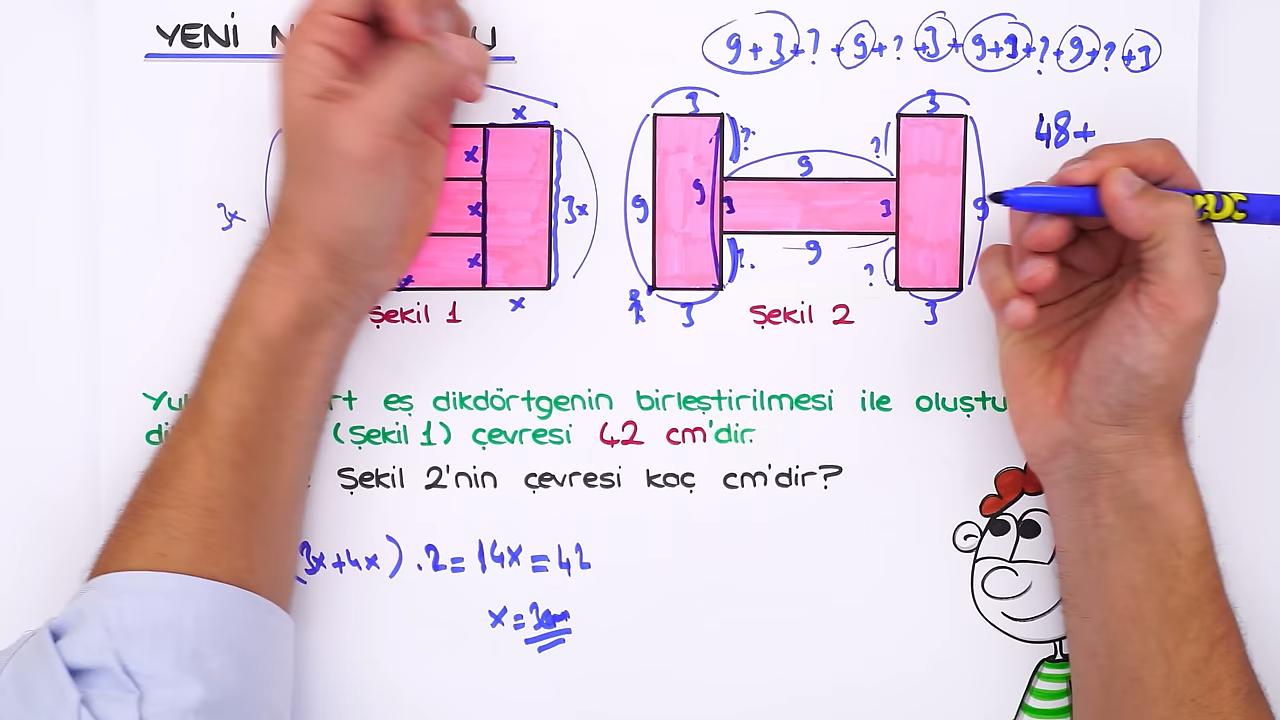 YENİ
9+3+?+9+?+3+9+3+?+9+?+3
48+
x
x
x
x
3x
3x
x
3
9
9
3
?
?
9
3
9
?
?
3
9
3
3
Şekil 1
Şekil 2
eş dikdörtgenin birleştirilmesi ile
(Şekil 1) çevresi 42 cm'dir.
Şekil 2'nin çevresi kaç cm'dir?
(3x+4x).2=14x=42
x=3cm